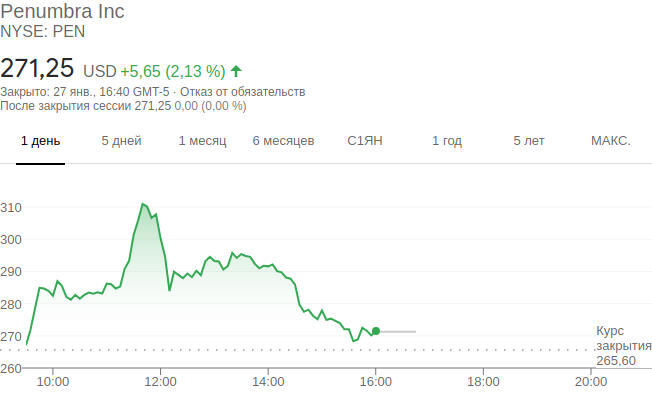 Penumbra Inc
NYSE: PEN
271,25 USD +5,65 (2,13 %)
Закрыто: 27 янв., 16:40 GMT-5 · Отказ от обязательств
После закрытия сессии 271,25 0,00 (0,00 %)
1 день 5 дней 1 месяц 6 месяцев С1ЯН 1 год 5 лет МАКС.
310
300
290
280
270
260
Курс
закрытия
265,60
10:00 12:00 14:00 16:00 18:00 20:00